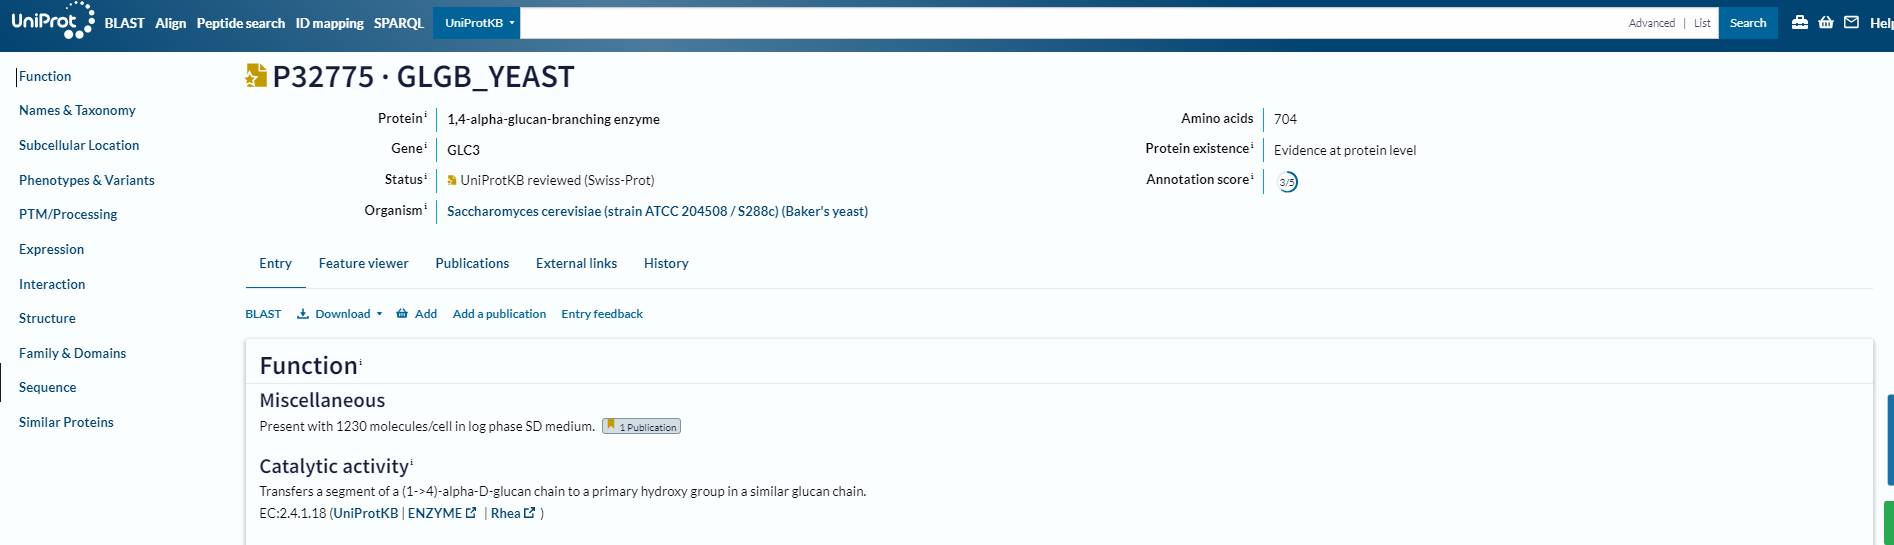 UniProt BLAST Align Peptide search ID mapping SPARQL UniProtKB Advanced | List Search Help
Function
Names & Taxonomy
Subcellular Location
Phenotypes & Variants
PTM/Processing
Expression
Interaction
Structure
Family & Domains
Sequence
Similar Proteins
P32775 · GLGB_YEAST
Protein i 1,4-alpha-glucan-branching enzyme
Gene i GLC3
Status i UniProtKB reviewed (Swiss-Prot)
Organism i Saccharomyces cerevisiae (strain ATCC 204508 / S288c) (Baker's yeast)
Amino acids 704
Protein existence i Evidence at protein level
Annotation score i 3/5
Entry Feature viewer Publications External links History
BLAST Download Add Add a publication Entry feedback
Function i
Miscellaneous
Present with 1230 molecules/cell in log phase SD medium. 1 Publication
Catalytic activity i
Transfers a segment of a (1->4)-alpha-D-glucan chain to a primary hydroxy group in a similar glucan chain.
EC:2.4.1.18 (UniProtKB | ENZYME | Rhea )